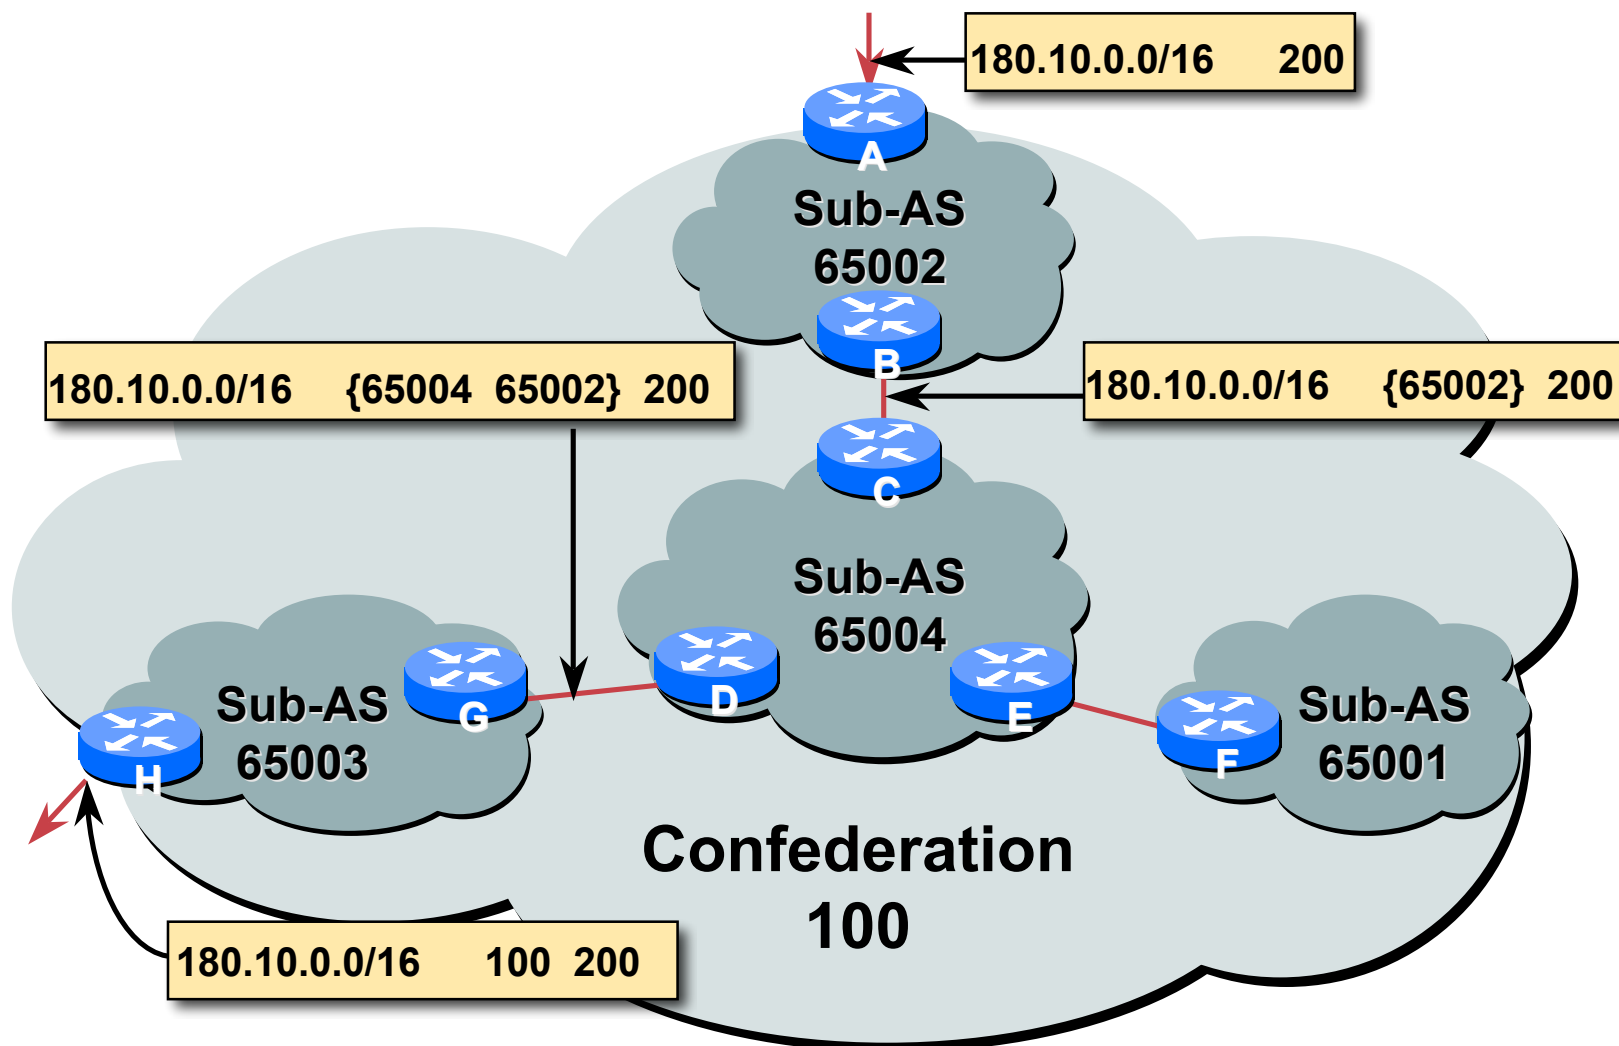 180.10.0.0/16 200
A
Sub-AS
65002
B
180.10.0.0/16 {65004 65002} 200
180.10.0.0/16 {65002} 200
C
Sub-AS
65004
D
E
G
Sub-AS
65003
H
F
Sub-AS
65001
Confederation
100
180.10.0.0/16 100 200